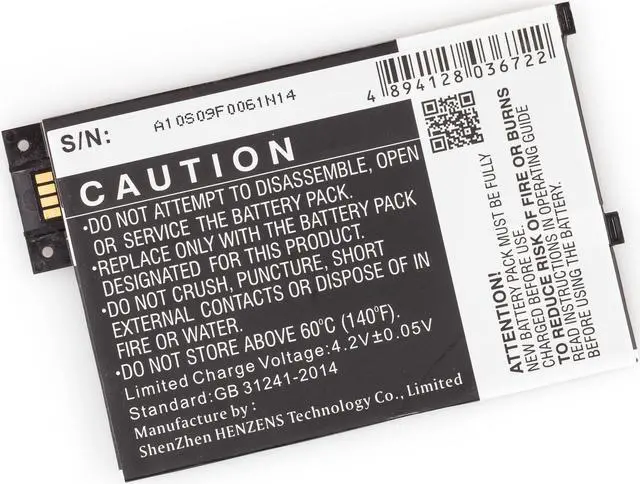 S/N: A10S09F0061N14
4 894128 036722
CAUTION
•DO NOT ATTEMPT TO DISASSEMBLE, OPEN
OR SERVICE THE BATTERY PACK.
•REPLACE ONLY WITH THE BATTERY PACK
DESIGNATED FOR THIS PRODUCT.
•DO NOT CRUSH, PUNCTURE, SHORT
EXTERNAL CONTACTS OR DISPOSE OF IN
FIRE OR WATER.
•DO NOT STORE ABOVE 60°C (140°F).
Limited Charge Voltage:4.2V±0.05V
Standard:GB 31241-2014
Manufacture by:
ShenZhen HENZENS Technology Co., Limited
ATTENTION!
NEW BATTERY PACK MUST BE FULLY
CHARGED BEFORE USE.
TO REDUCE RISK OF FIRE OR BURNS
READ INSTRUCTIONS IN OPERATING GUIDE
BEFORE USING THE BATTERY.